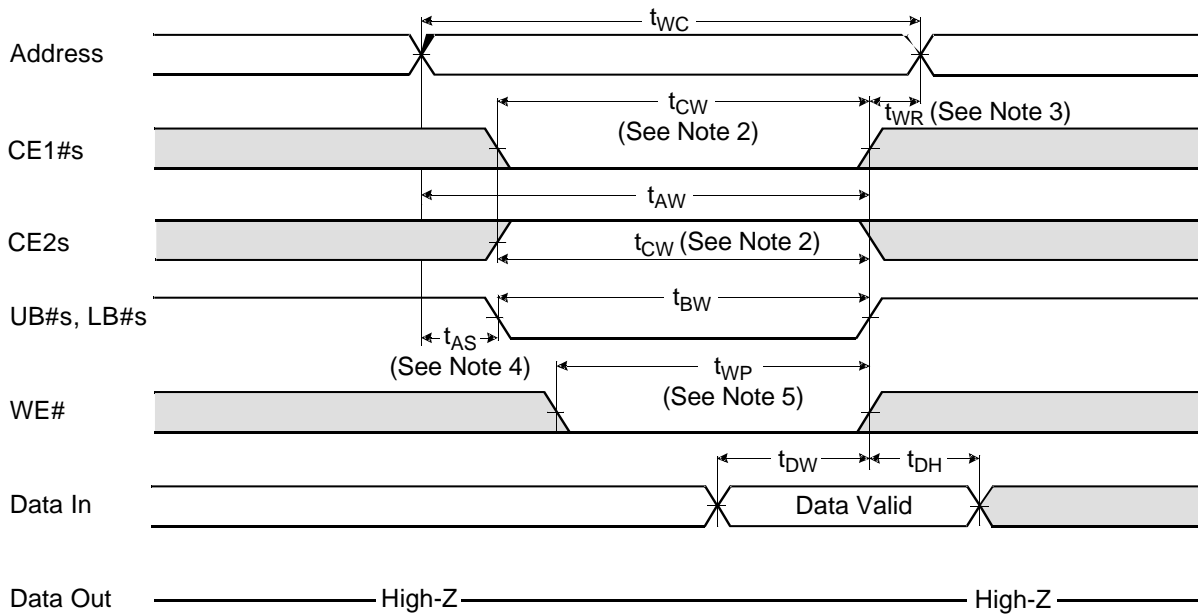 tWC
Address
tCW
(See Note 2)
tWR (See Note 3)
CE1#s
tAW
CE2s
tCW (See Note 2)
UB#s, LB#s
tBW
tAS
(See Note 4)
tWP
(See Note 5)
WE#
tDW
tDH
Data In
Data Valid
Data Out
High-Z
High-Z